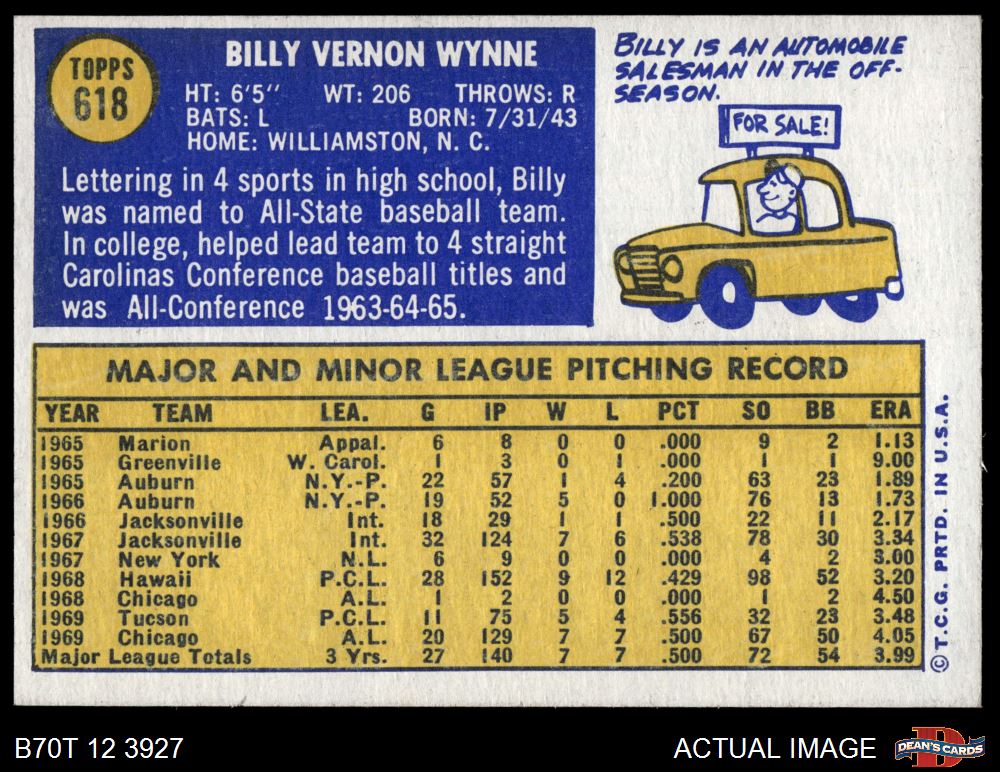 TOPPS
618
BILLY VERNON WYNNE
HT: 6'5" WT: 206 THROWS: R
BATS: L BORN: 7/31/43
HOME: WILLIAMSTON, N. C.
Lettering in 4 sports in high school, Billy
was named to All-State baseball team.
In college, helped lead team to 4 straight
Carolinas Conference baseball titles and
was All-Conference 1963-64-65.
BILLY IS AN AUTOMOBILE
SALESMAN IN THE OFF-
SEASON.
FOR SALE!
MAJOR AND MINOR LEAGUE PITCHING RECORD
YEAR TEAM LEA. G IP W L PCT SO BB ERA
1965 Marion Appal. 6 8 0 0 .000 9 2 1.13
1965 Greenville W. Carol. 1 3 0 1 .000 1 1 9.00
1965 Auburn N.Y.-P. 22 57 1 4 .200 63 23 1.89
1966 Auburn N.Y.-P. 19 52 5 0 1.000 76 13 1.73
1966 Jacksonville Int. 18 29 1 1 .500 22 11 2.17
1967 Jacksonville Int. 32 124 7 6 .538 78 30 3.34
1967 New York N.L. 6 9 0 0 .000 4 2 3.00
1968 Hawaii P.C.L. 28 152 9 12 .429 98 52 3.20
1968 Chicago A.L. 1 2 0 0 .000 1 2 4.50
1969 Tucson P.C.L. 11 75 5 4 .556 32 23 3.48
1969 Chicago A.L. 20 129 7 7 .500 67 50 4.05
Major League Totals 3 Yrs. 27 140 7 7 .500 72 54 3.99
© T.C.G. PRTD. IN U.S.A.
B70T 12 3927
ACTUAL IMAGE
DEAN'S CARDS